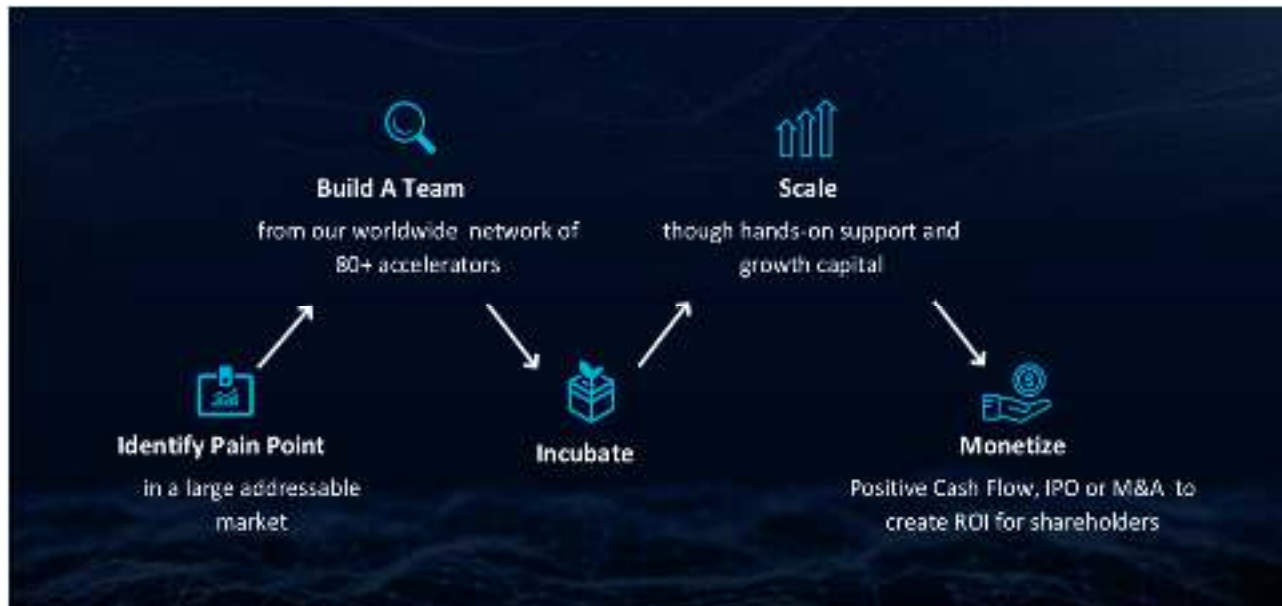 Identify Pain Point
in a large addressable
market
Build A Team
from our worldwide network of
80+ accelerators
Incubate
Scale
though hands-on support and
growth capital
Monetize
Positive Cash Flow, IPO or M&A to
create ROI for shareholders